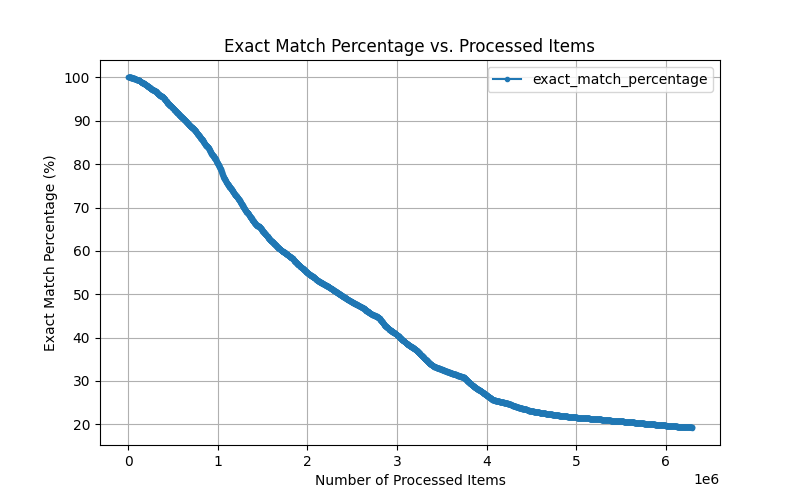 Exact Match Percentage vs. Processed Items
exact_match_percentage
Exact Match Percentage (%)
100
90
80
70
60
50
40
30
20
0 1 2 3 4 5 6
1e6
Number of Processed Items